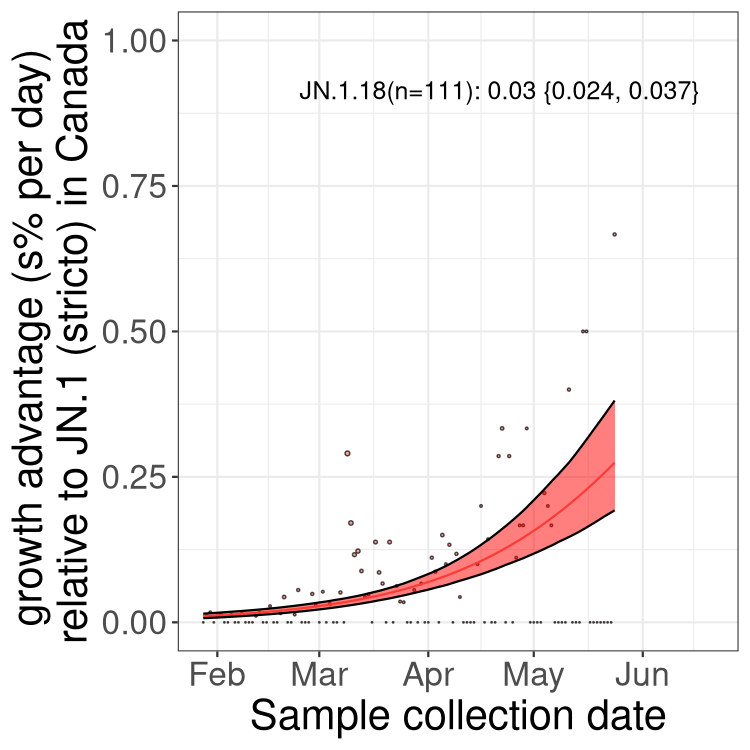 growth advantage (s% per day)
relative to JN.1 (stricto) in Canada
1.00
0.75
0.50
0.25
0.00
JN.1.18(n=111): 0.03 {0.024, 0.037}
Feb Mar Apr May Jun
Sample collection date